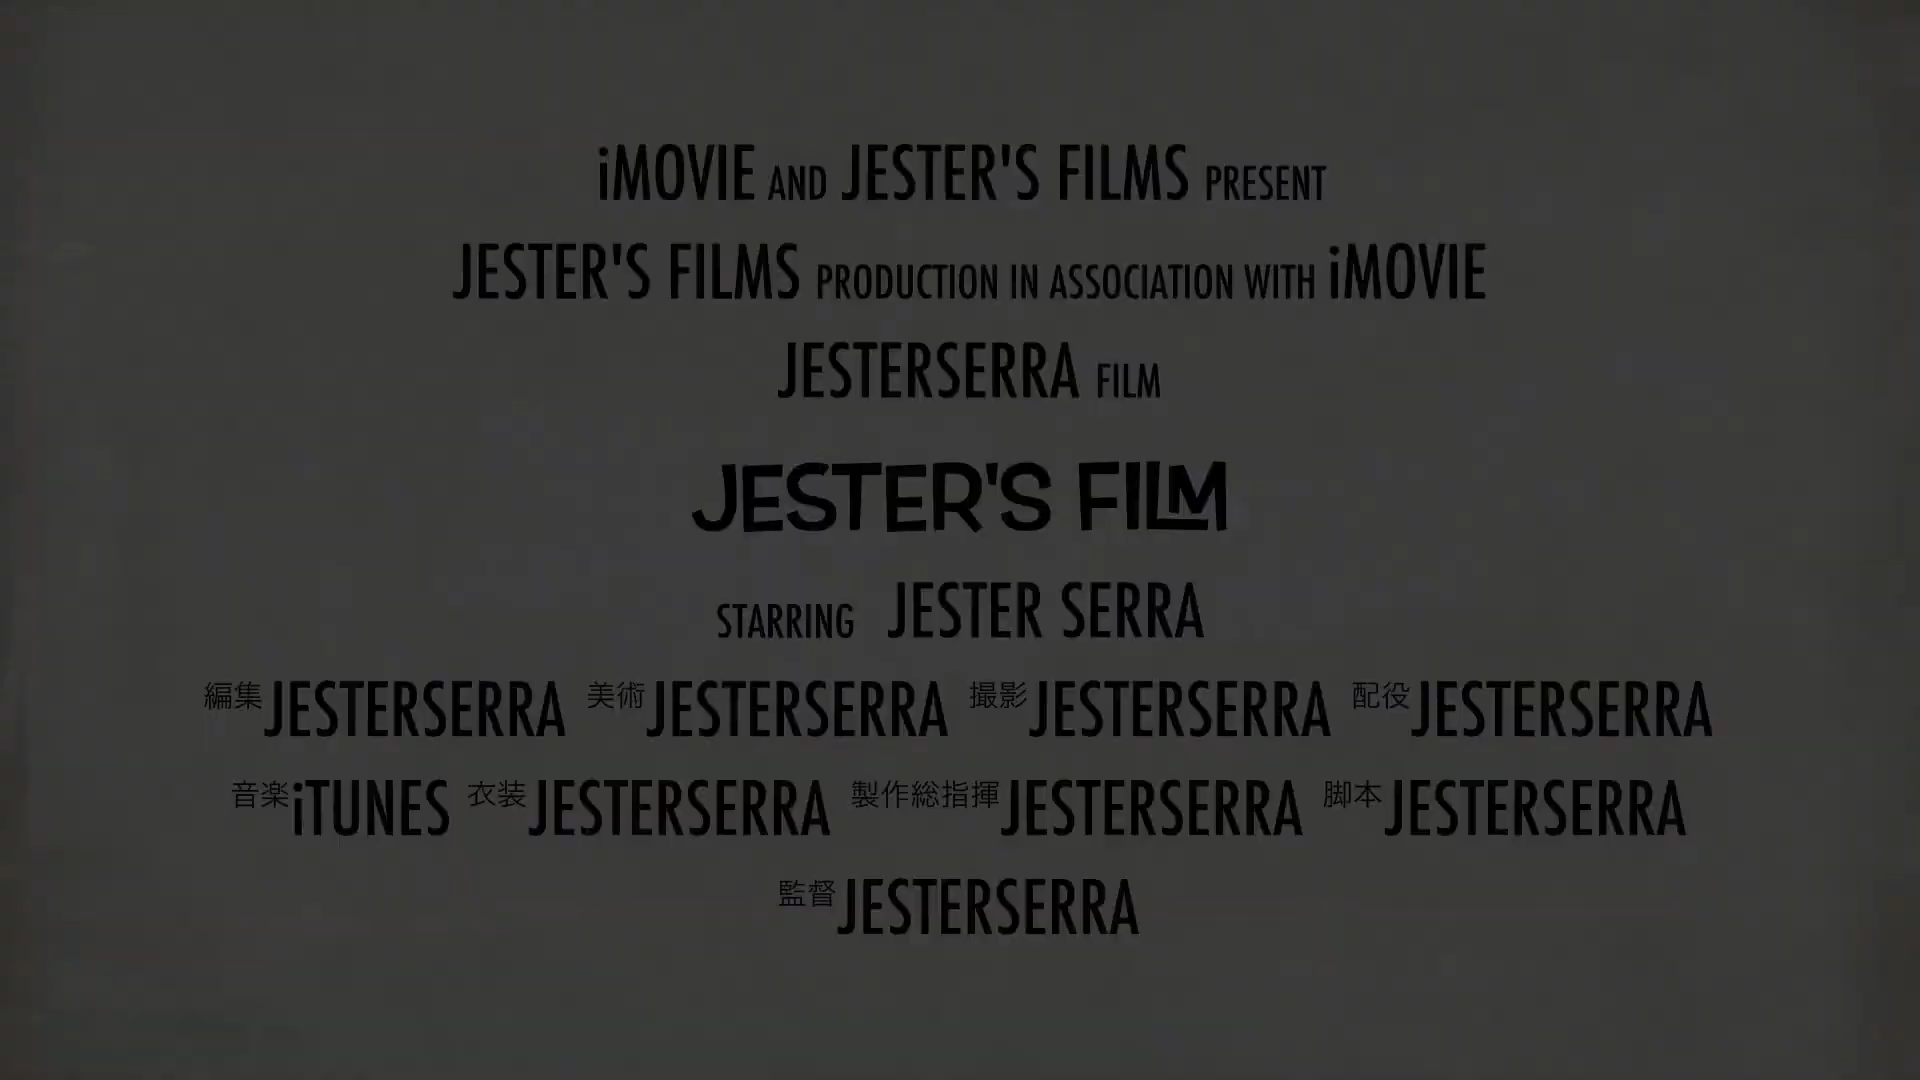 iMOVIE AND JESTER'S FILMS PRESENT
JESTER'S FILMS PRODUCTION IN ASSOCIATION WITH iMOVIE
JESTERSERRA FILM
JESTER'S FILM
STARRING JESTER SERRA
編集JESTERSERRA 美術JESTERSERRA 撮影JESTERSERRA 配役JESTERSERRA
音楽iTUNES 衣装JESTERSERRA 製作総指揮JESTERSERRA 脚本JESTERSERRA
監督JESTERSERRA